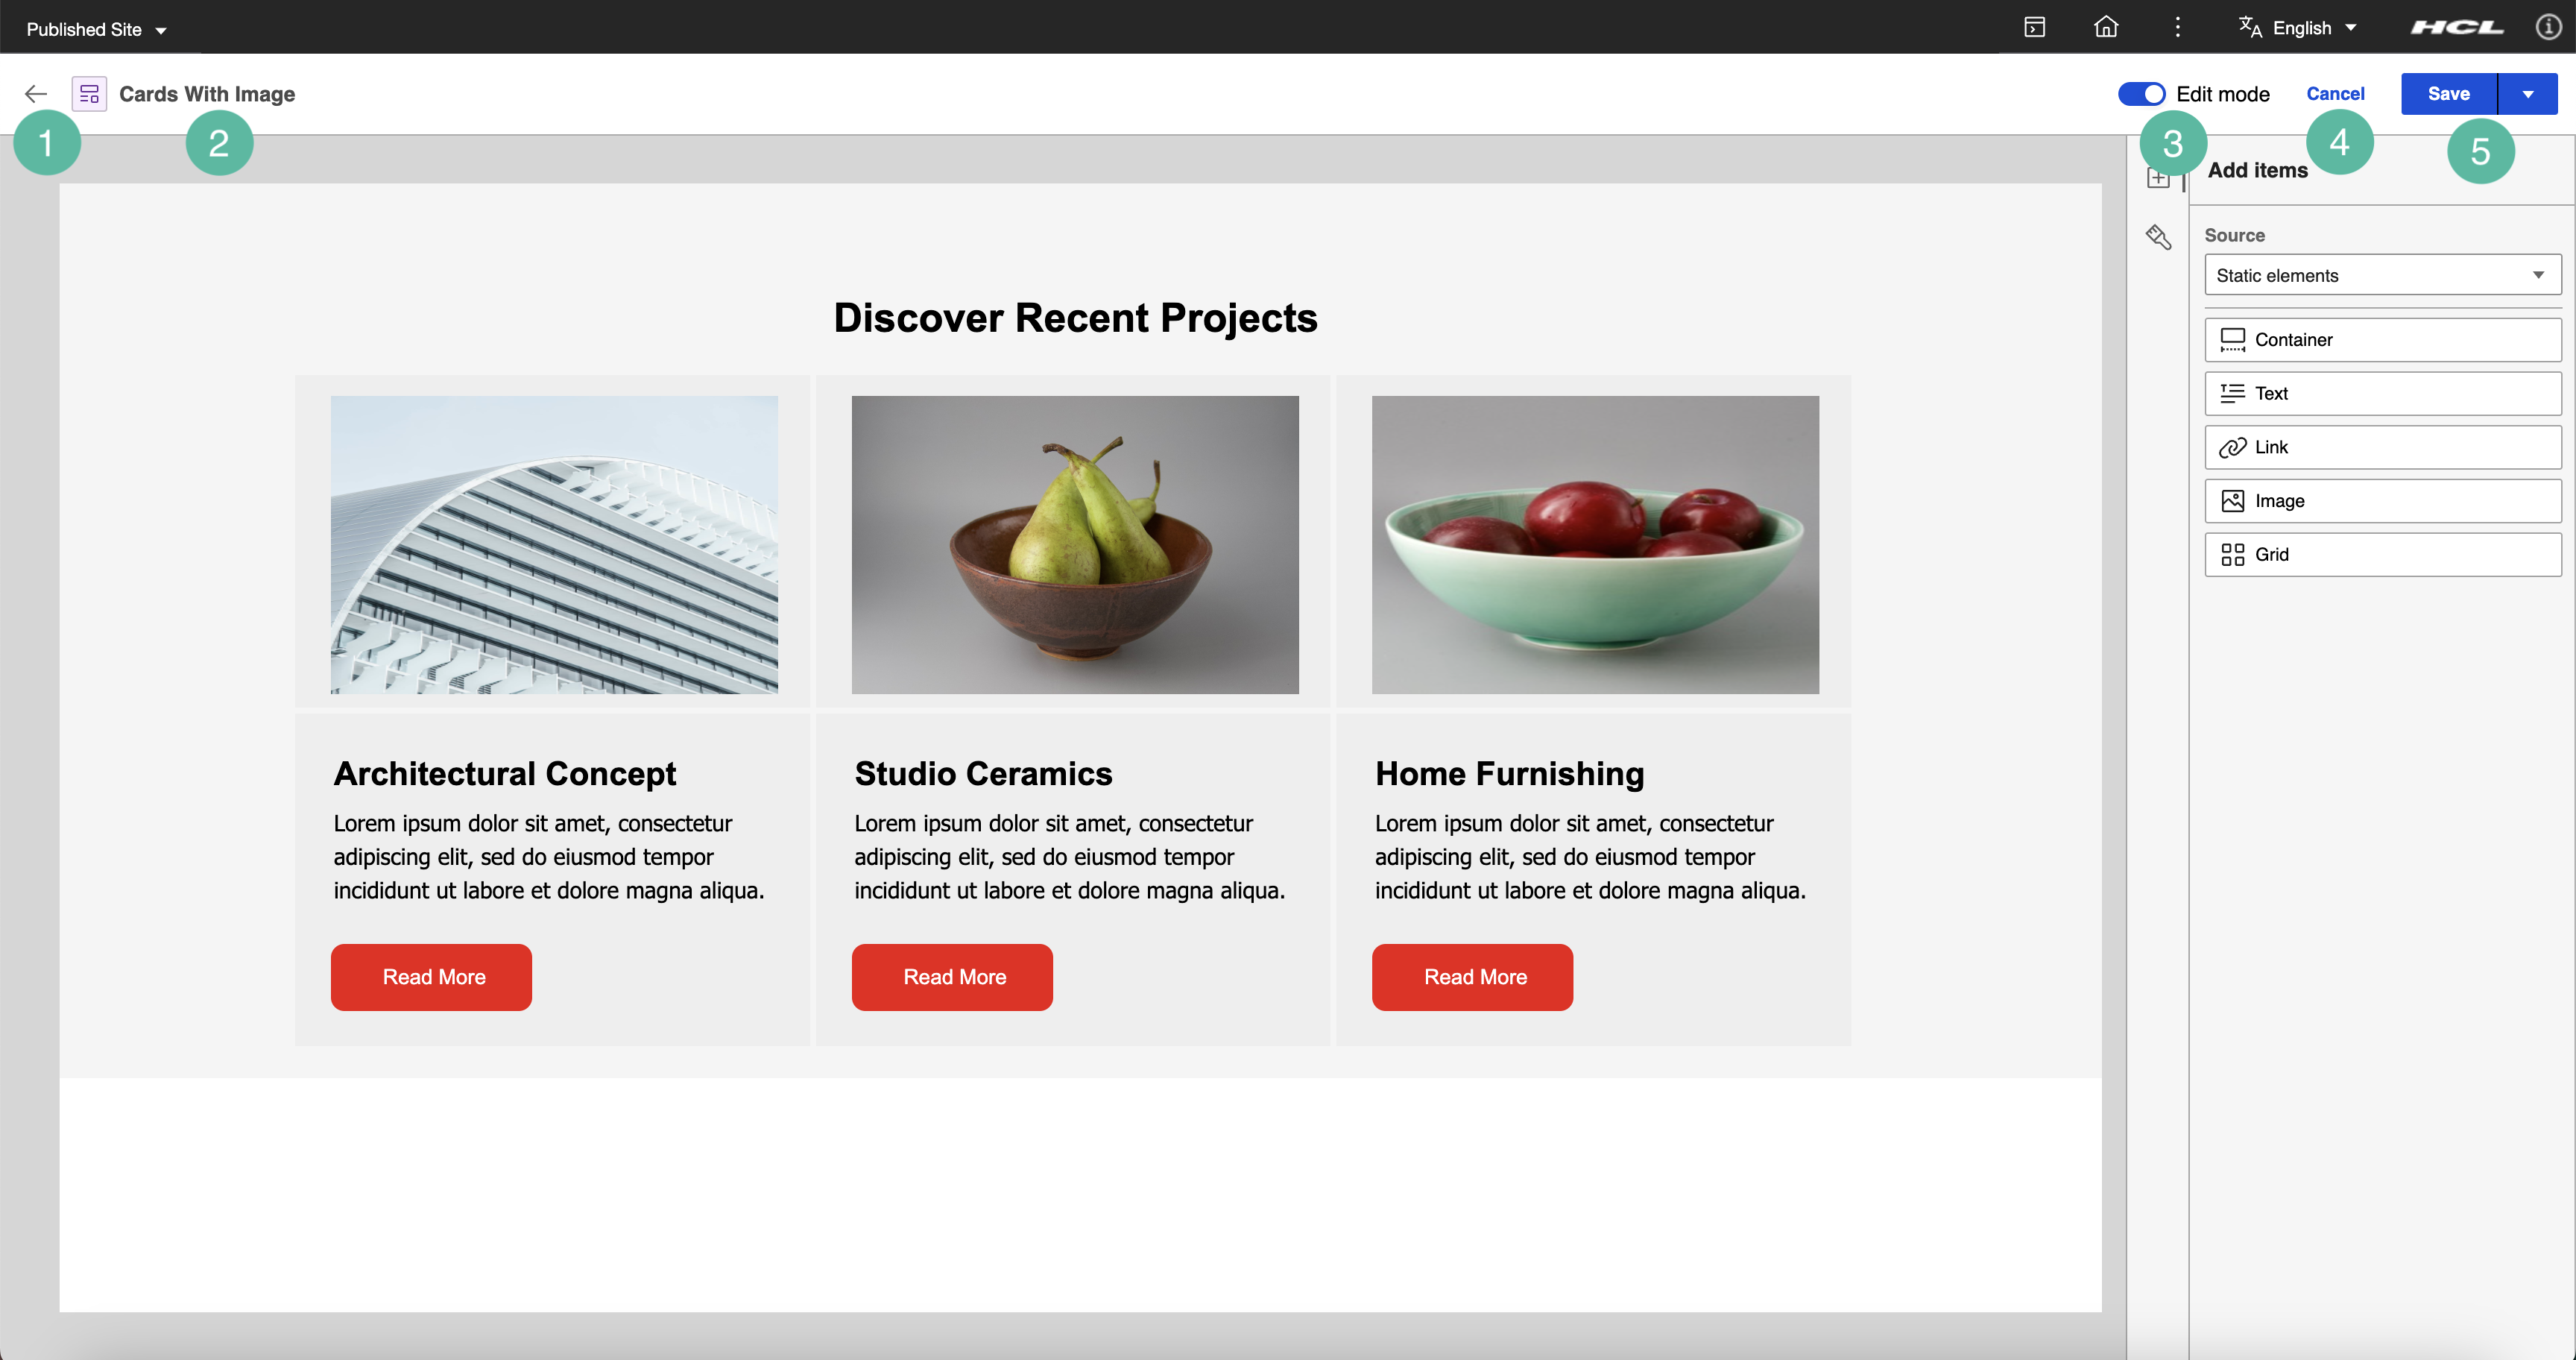 Published Site
English
HCL
Cards With Image
Edit mode
Cancel
Save
1
2
3
4
5
Add items
Source
Static elements
Container
Text
Link
Image
Grid
Discover Recent Projects
Architectural Concept
Lorem ipsum dolor sit amet, consectetur
adipiscing elit, sed do eiusmod tempor
incididunt ut labore et dolore magna aliqua.
Read More
Studio Ceramics
Lorem ipsum dolor sit amet, consectetur
adipiscing elit, sed do eiusmod tempor
incididunt ut labore et dolore magna aliqua.
Read More
Home Furnishing
Lorem ipsum dolor sit amet, consectetur
adipiscing elit, sed do eiusmod tempor
incididunt ut labore et dolore magna aliqua.
Read More